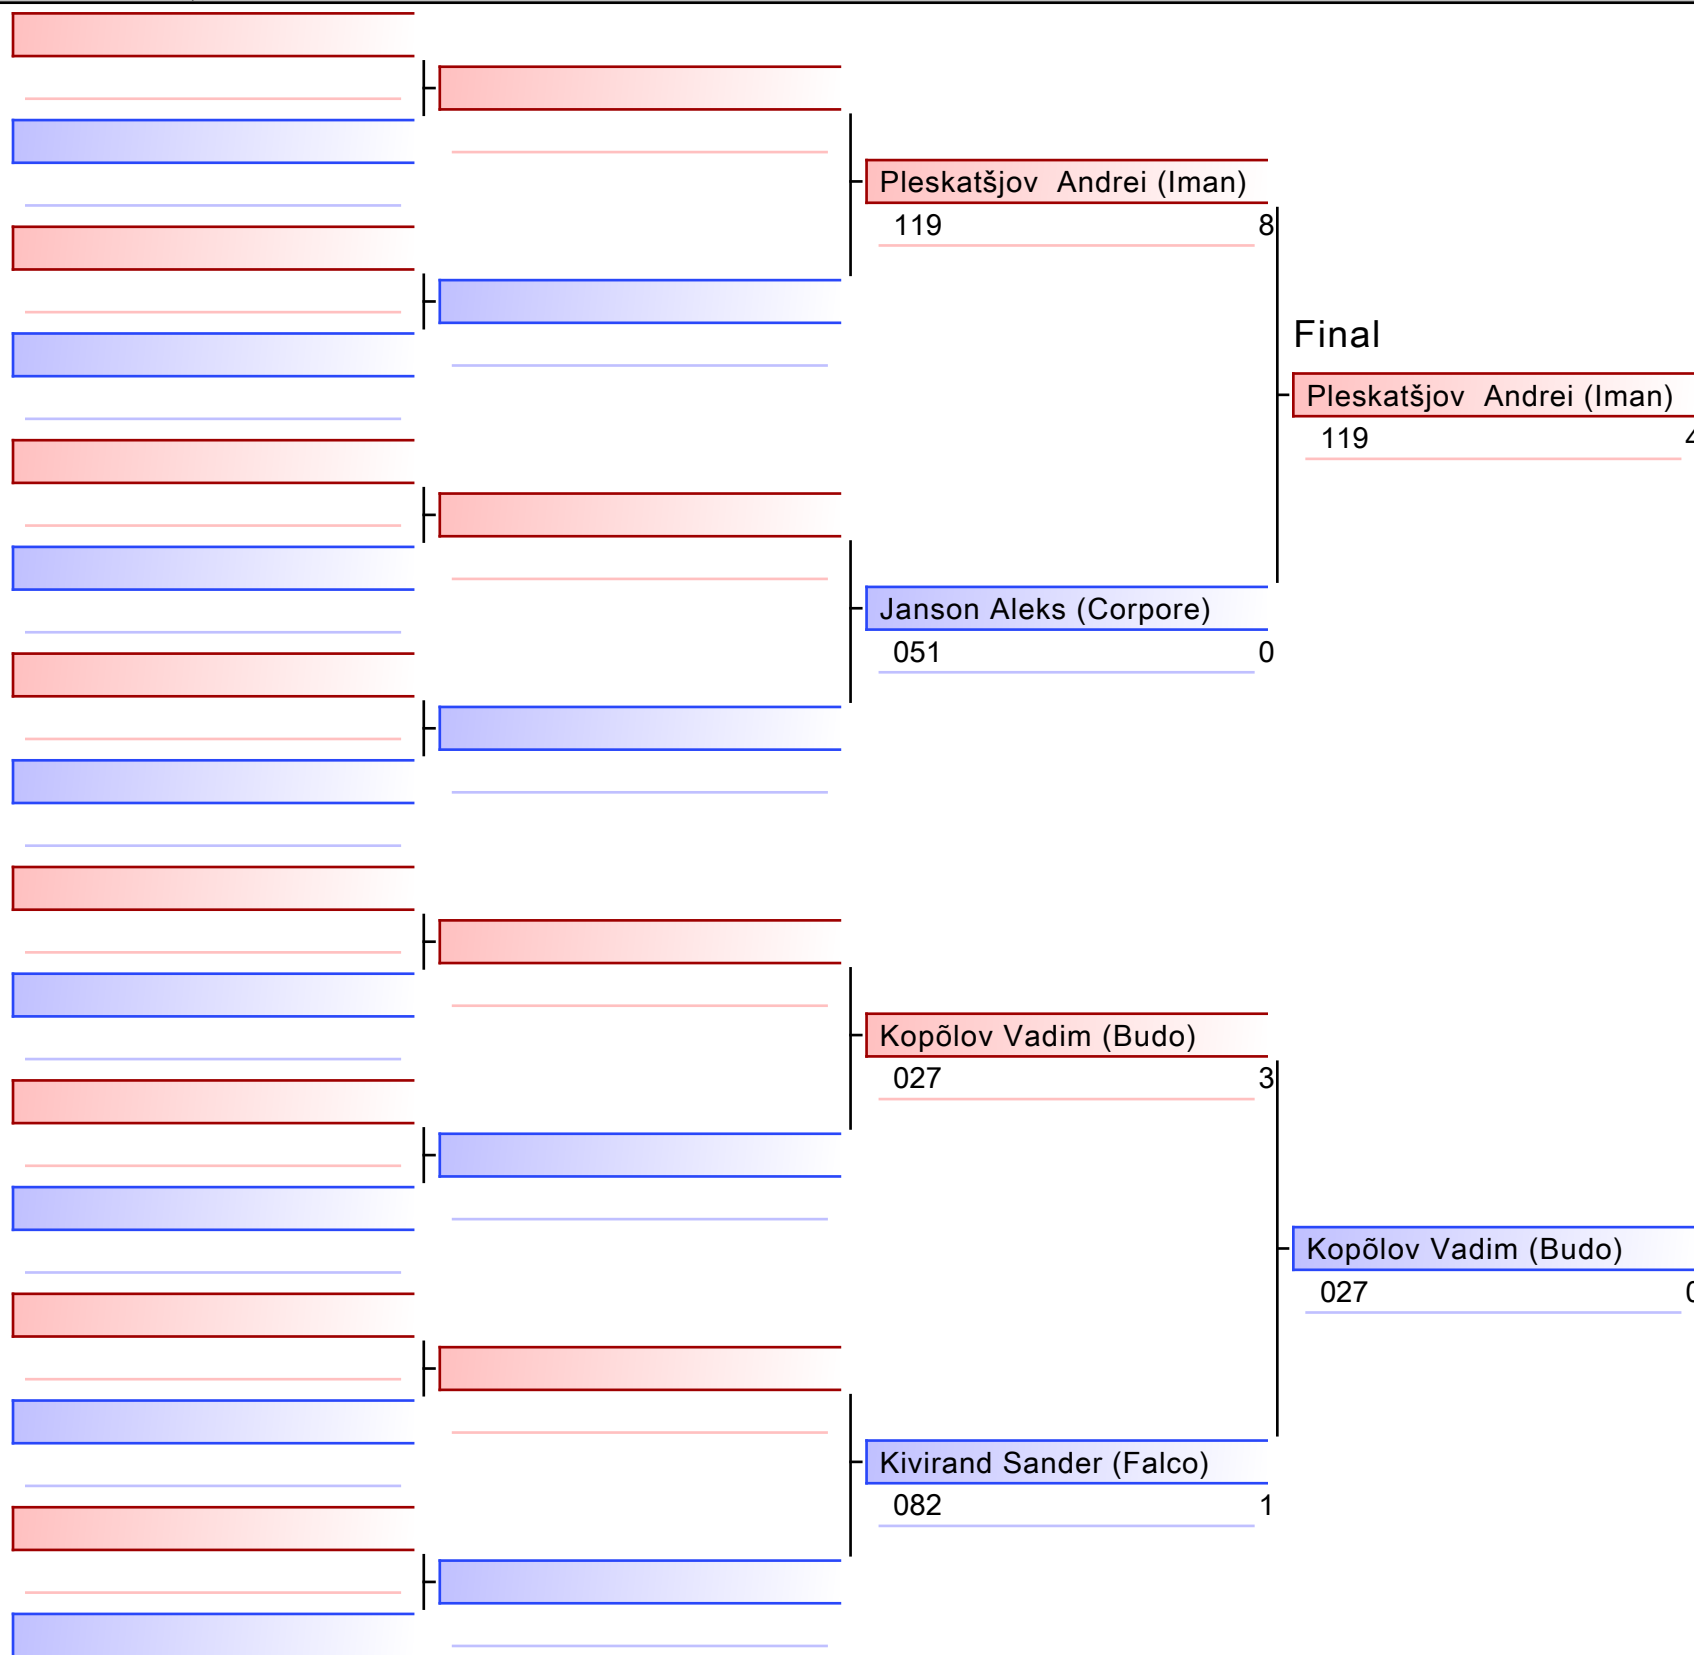 Pleskatšjov  Andrei (Iman)
119 8
Final
Pleskatšjov  Andrei (Iman)
119 4
Janson Aleks (Corpore)
051 0
Kopõlov Vadim (Budo)
027 3
Kopõlov Vadim (Budo)
027
Kivirand Sander (Falco)
082 1